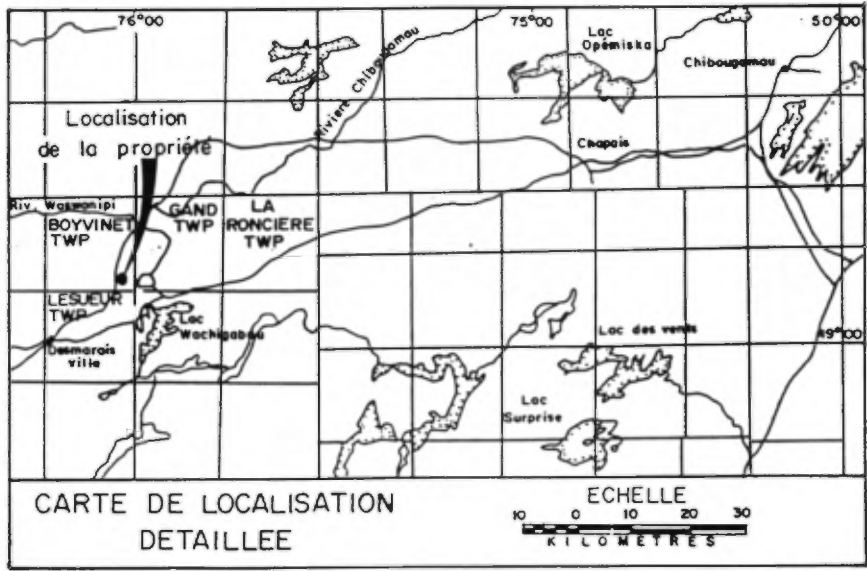 76°00
75°00
50°00
Lac
Opémiska
Chibougamau
Rivière Chibougamau
Localisation
de la propriété
Chapais
Riv. Waswanipi
BOYVINET
TWP
GAND
TWP
LA
RONCIERE
TWP
LESUEUR
TWP
Lac
Wachigabau
Desmarais
ville
Lac des vents
49°00
Lac
Surprise
CARTE DE LOCALISATION
DETAILLEE
ECHELLE
10 0 10 20 30
KILOMETRES